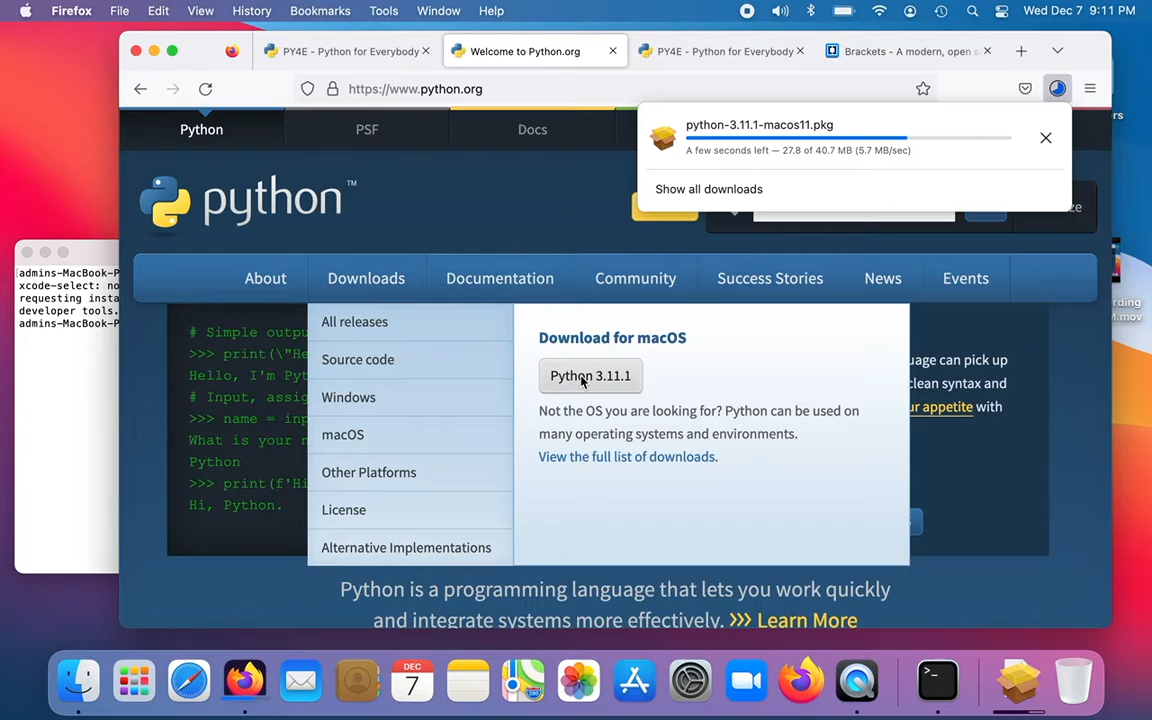 Firefox File Edit View History Bookmarks Tools Window Help Wed Dec 7 9:11 PM
PY4E - Python for Everybody Welcome to Python.org PY4E - Python for Everybody Brackets - A modern, open s
https://www.python.org
Python PSF Docs
python-3.11.1-macos11.pkg
A few seconds left — 27.8 of 40.7 MB (5.7 MB/sec)
Show all downloads
python™
ze
About Downloads Documentation Community Success Stories News Events
admins-MacBook-P
xcode-select: no
requesting insta
developer tools.
admins-MacBook-P
# Simple outpu
>>> print(\"He
Hello, I'm Pyt
# Input, assig
>>> name = inp
What is your n
Python
>>> print(f'Hi
Hi, Python.
All releases
Source code
Windows
macOS
Other Platforms
License
Alternative Implementations
Download for macOS
Python 3.11.1
Not the OS you are looking for? Python can be used on
many operating systems and environments.
View the full list of downloads.
uage can pick up
clean syntax and
ur appetite with
Python is a programming language that lets you work quickly
and integrate systems more effectively. >>> Learn More
rs
rding
M.mov
DEC
7